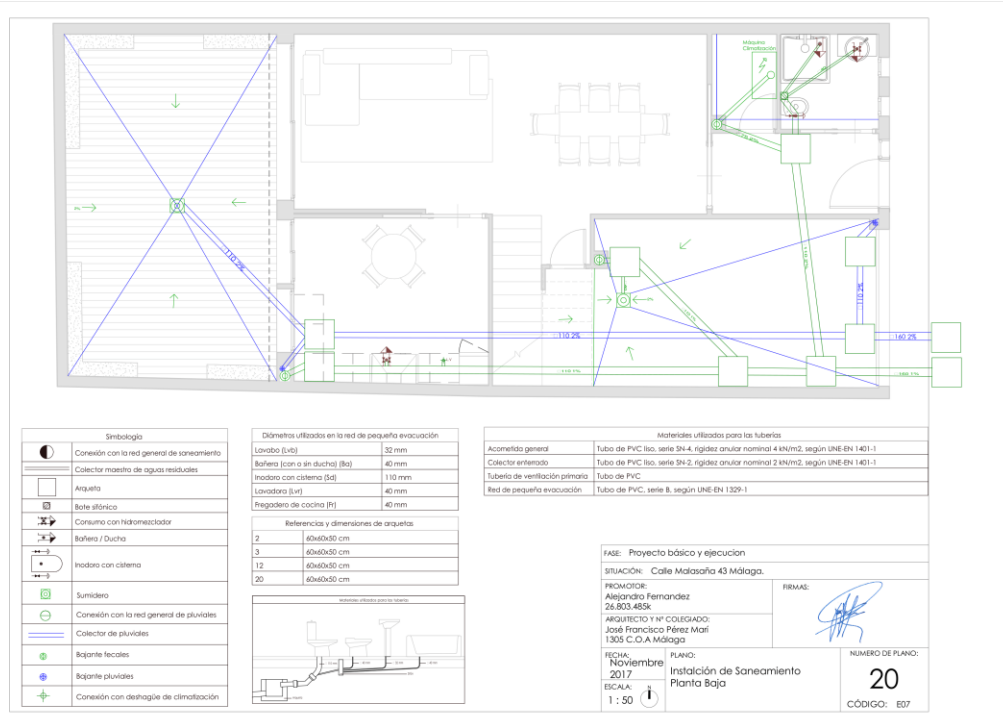 Máquina
Climatización
110 2%
110 2%
110 2%
160 2%
Simbología
Conexión con la red general de saneamiento
Colector maestro de aguas residuales
Arqueta
Bote sifónico
Consumo con hidromezclador
Bañera / Ducha
Inodoro con cisterna
Sumidero
Conexión con la red general de pluviales
Colector de pluviales
Bajante fecales
Bajante pluviales
Conexión con deshagüe de climatización
Diámetros utilizados en la red de pequeña evacuación
Lavabo (Lvb) 32 mm
Bañera (con o sin ducha) (Ba) 40 mm
Inodoro con cisterna (Sd) 110 mm
Lavadora (Lvr) 40 mm
Fregadero de cocina (Fr) 40 mm
Referencias y dimensiones de arquetas
2 60x60x50 cm
3 60x60x50 cm
12 60x60x50 cm
20 60x60x50 cm
Materiales utilizados para las tuberías
Materiales utilizados para las tuberías
Acometida general Tubo de PVC liso, serie SN-4, rigidez anular nominal 4 kN/m2, según UNE-EN 1401-1
Colector enterrado Tubo de PVC liso, serie SN-2, rigidez anular nominal 2 kN/m2, según UNE-EN 1401-1
Tubería de ventilación primaria Tubo de PVC
Red de pequeña evacuación Tubo de PVC, serie B, según UNE-EN 1329-1
FASE: Proyecto básico y ejecucion
SITUACIÓN: Calle Malasaña 43 Málaga.
PROMOTOR:
Alejandro Fernandez
26.803.485k
FIRMAS:
ARQUITECTO Y Nº COLEGIADO:
José Francisco Pérez Marí
1305 C.O.A Málaga
FECHA:
Noviembre
2017
PLANO:
Instalción de Saneamiento
Planta Baja
NUMERO DE PLANO:
20
ESCALA:
1 : 50
N
CÓDIGO: E07